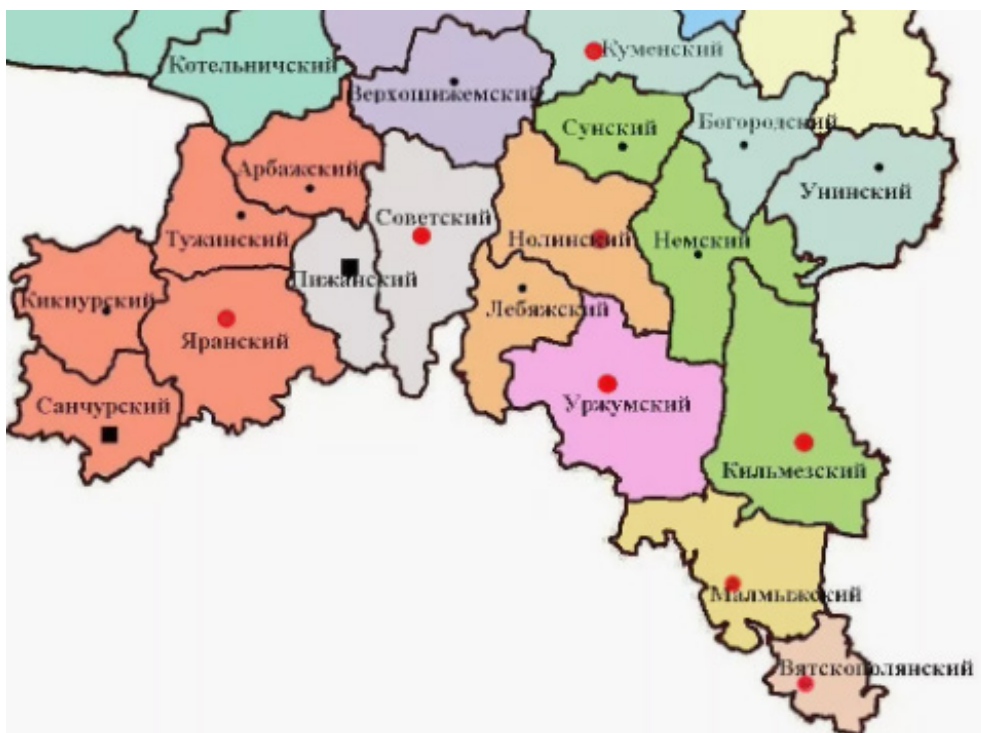 Куменский
Котельничский
Верхошижемский
Богородский
Сунский
Арбажский
Унинский
Советский
Тужинский
Нолинский
Немский
Пижанский
Кикнурский
Лебяжский
Яранский
Санчурский
Уржумский
Кильмезский
Малмыжский
Вятскополянский